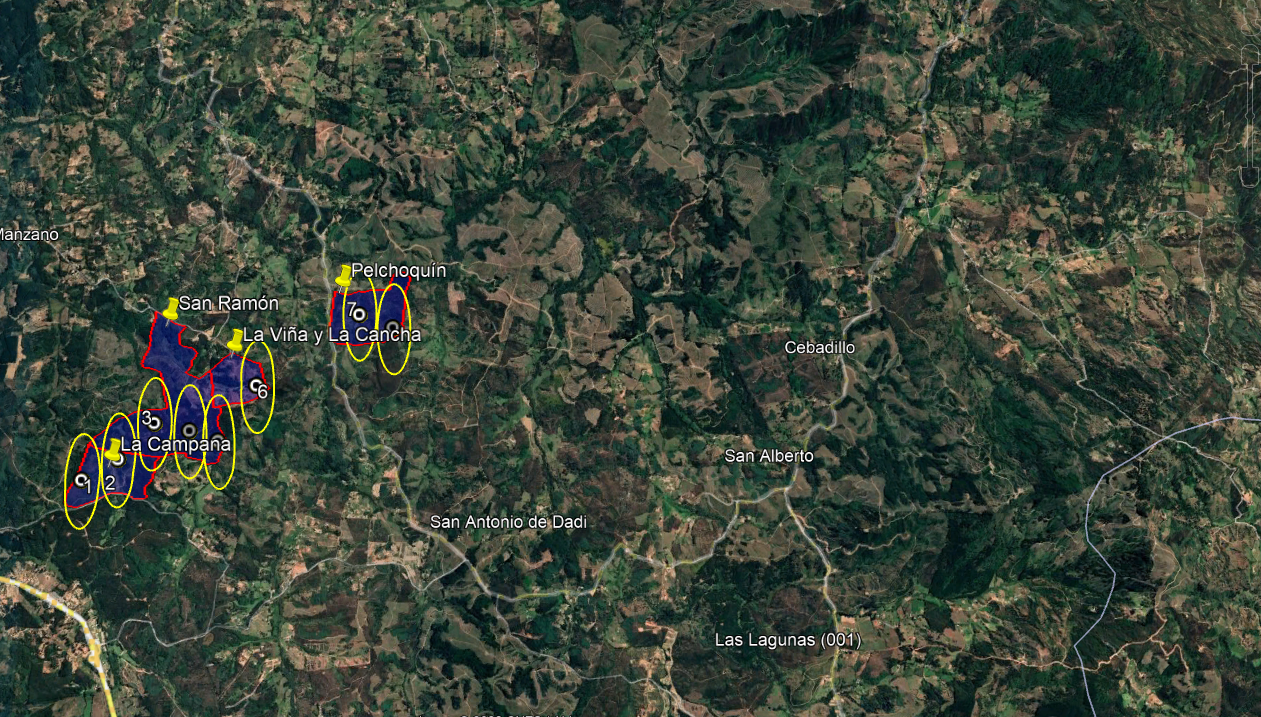 Manzano
Pelchoquín
San Ramón
7
La Viña y La Cancha
Cebadillo
6
3
La Campaña
San Alberto
1
2
San Antonio de Dadi
Las Lagunas (001)